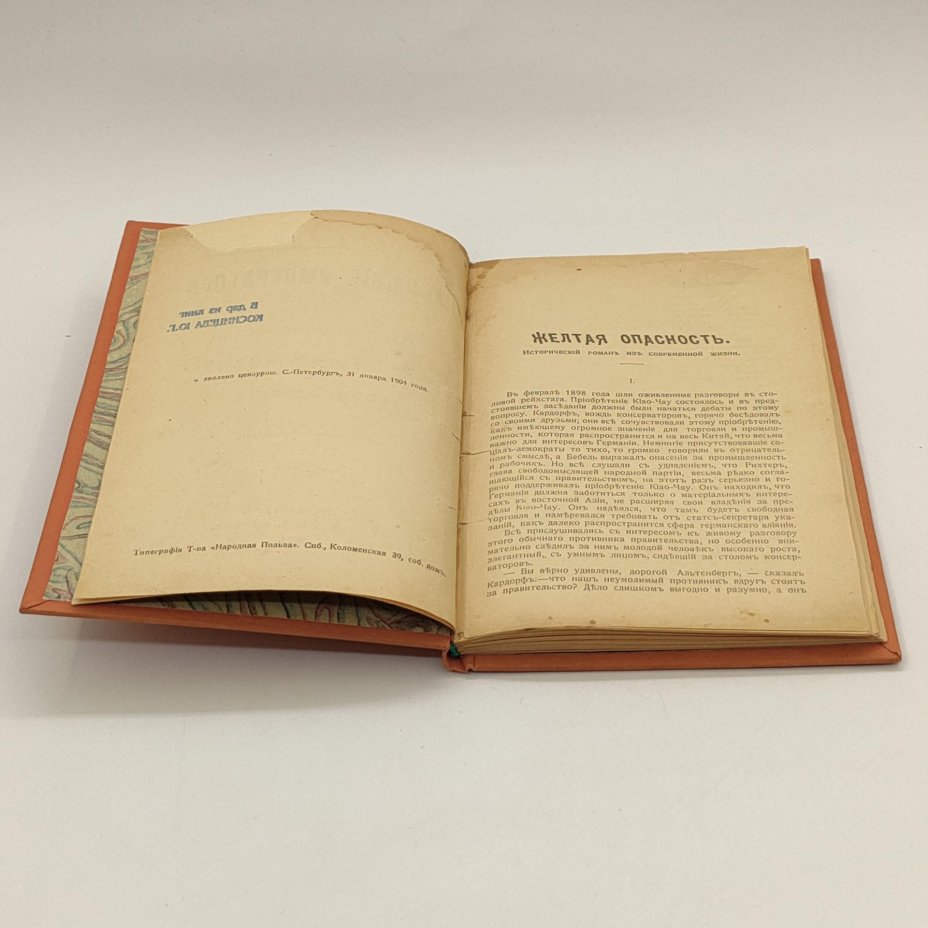 В дар из книг
КОСИНЦЕВА Ю.Г.
и явлено цензурою. С.-Петербургъ, 31 января 1904 года.
Типографія Т-ва «Народная Польза». Спб., Коломенская 39, соб. домъ.
ЖЕЛТАЯ ОПАСНОСТЬ.
Историческій романъ изъ современной жизни.
I.
Въ февралѣ 1898 года шли оживленные разговоры въ сто-
ловой рейхстага. Пріобрѣтеніе Кіао-Чау состоялось и въ пред-
стоявшемъ засѣданіи должны были начаться дебаты по этому
вопросу. Кардорфъ, вождь консерваторовъ, горячо бесѣдовалъ
со своими друзьями; они всѣ сочувствовали этому пріобрѣтенію,
какъ имѣющему огромное значеніе для торговли и промыш-
ленности, которая распространится и на весь Китай, что весьма
важно для интересовъ Германіи. Немногіе присутствовавшіе со-
ціалъ-демократы то тихо, то громко говорили въ отрицатель-
номъ смыслѣ, а Бебель выражалъ опасенія за промышленность
и рабочихъ. Но всѣ слушали съ удивленіемъ, что Рихтеръ,
глава свободомыслящей народной партіи, весьма рѣдко согла-
шающійся съ правительствомъ, на этотъ разъ серьезно и го-
рячо поддерживалъ пріобрѣтеніе Кіао-Чау. Онъ находилъ, что
Германія должна заботиться только о матеріальныхъ интере-
сахъ въ восточной Азіи, не расширяя свои владѣнія за пре-
дѣлы Кіао-Чау. Онъ надѣялся, что тамъ будетъ свободная
торговля и намѣревался требовать отъ статсъ-секретаря ука-
заній, какъ далеко распространится сфера германскаго вліянія.
Всѣ прислушивались съ интересомъ къ живому разговору
этого обычнаго противника правительства, но особенно вни-
мательно слѣдилъ за нимъ молодой человѣкъ высокаго роста,
элегантный, съ умнымъ лицомъ, сидѣвшій за столомъ консер-
ваторовъ.
— Вы вѣрно удивлены, дорогой Альтенбергъ, — сказалъ
Кардорфъ:—что нашъ неумолимый противникъ вдругъ стоитъ
за правительство? Дѣло слишкомъ выгодно и разумно, а онъ